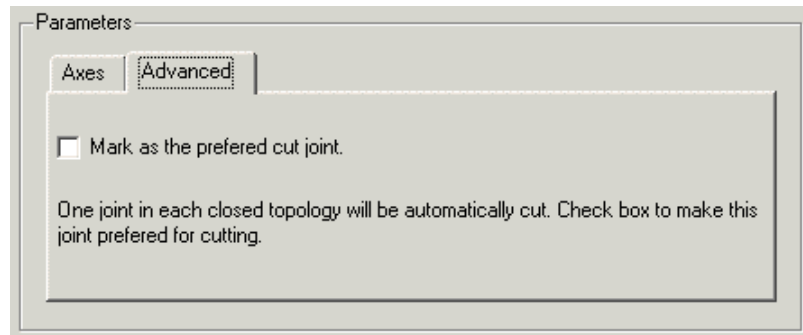 Parameters
Axes Advanced
Mark as the prefered cut joint.
One joint in each closed topology will be automatically cut. Check box to make this
joint prefered for cutting.